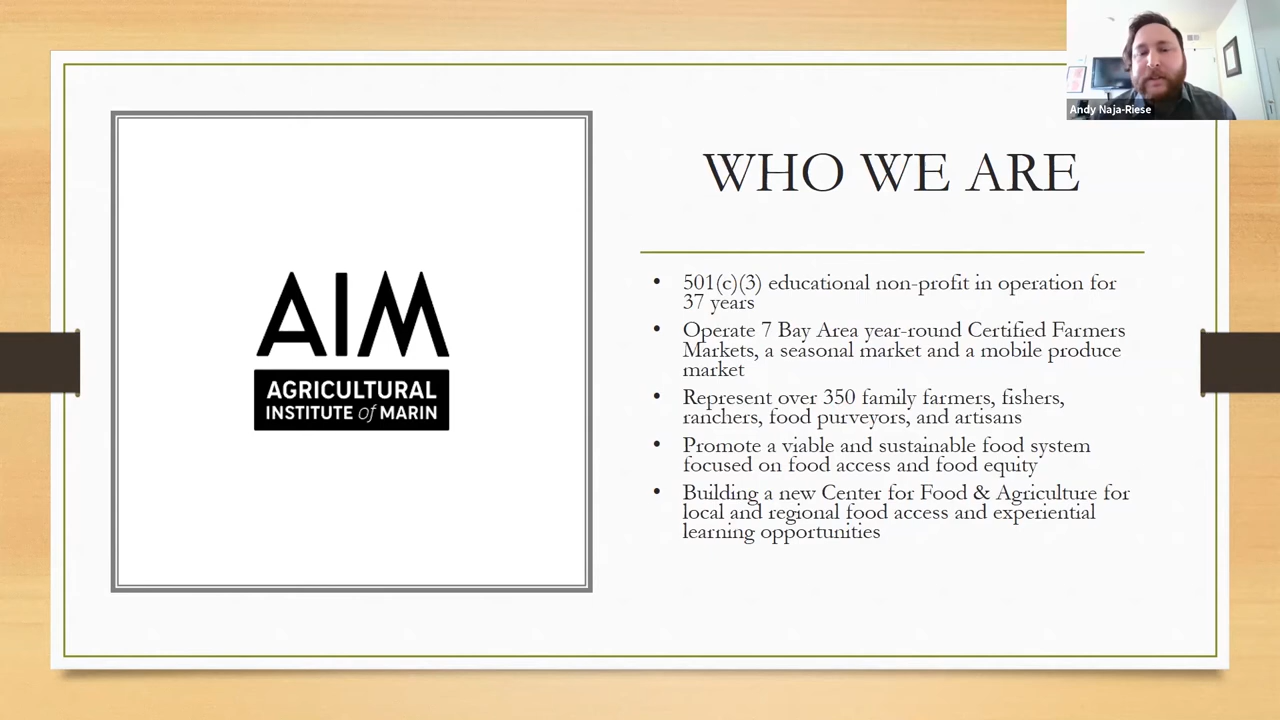 Andy Naja-Riese
AIM
AGRICULTURAL
INSTITUTE of MARIN
WHO WE ARE
• 501(c)(3) educational non-profit in operation for
37 years
• Operate 7 Bay Area year-round Certified Farmers
Markets, a seasonal market and a mobile produce
market
• Represent over 350 family farmers, fishers,
ranchers, food purveyors, and artisans
• Promote a viable and sustainable food system
focused on food access and food equity
• Building a new Center for Food & Agriculture for
local and regional food access and experiential
learning opportunities